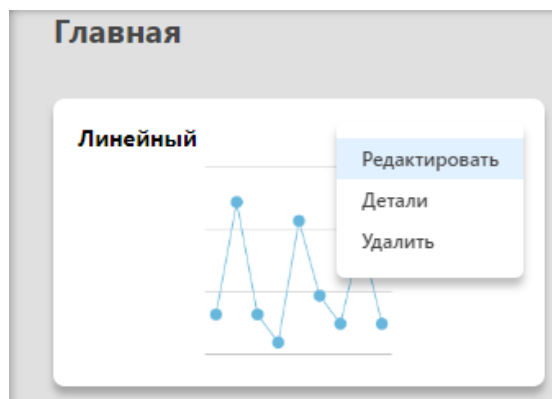 Главная
Линейный
Редактировать
Детали
Удалить